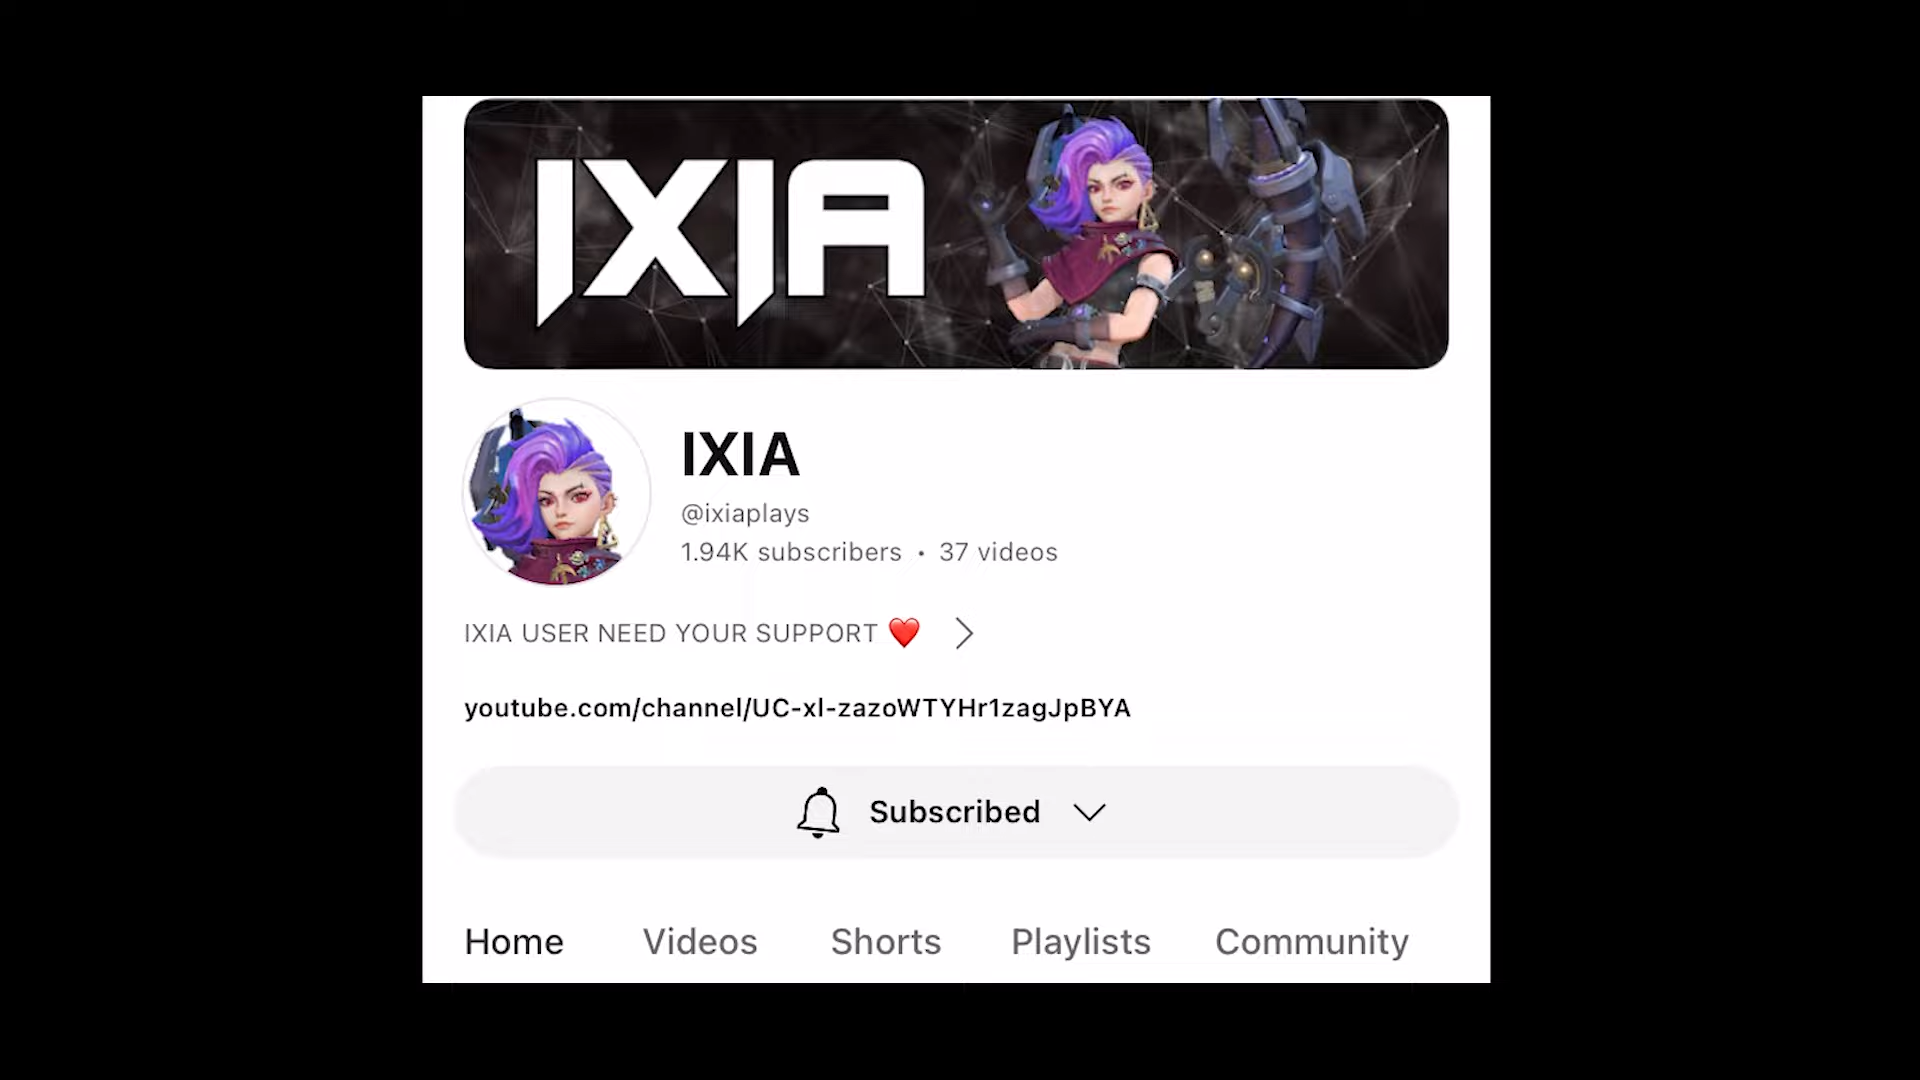 IXIA
IXIA
@ixiaplays
1.94K subscribers • 37 videos
IXIA USER NEED YOUR SUPPORT ❤️
youtube.com/channel/UC-xl-zazoWTYHr1zagJpBYA
Subscribed
Home Videos Shorts Playlists Community